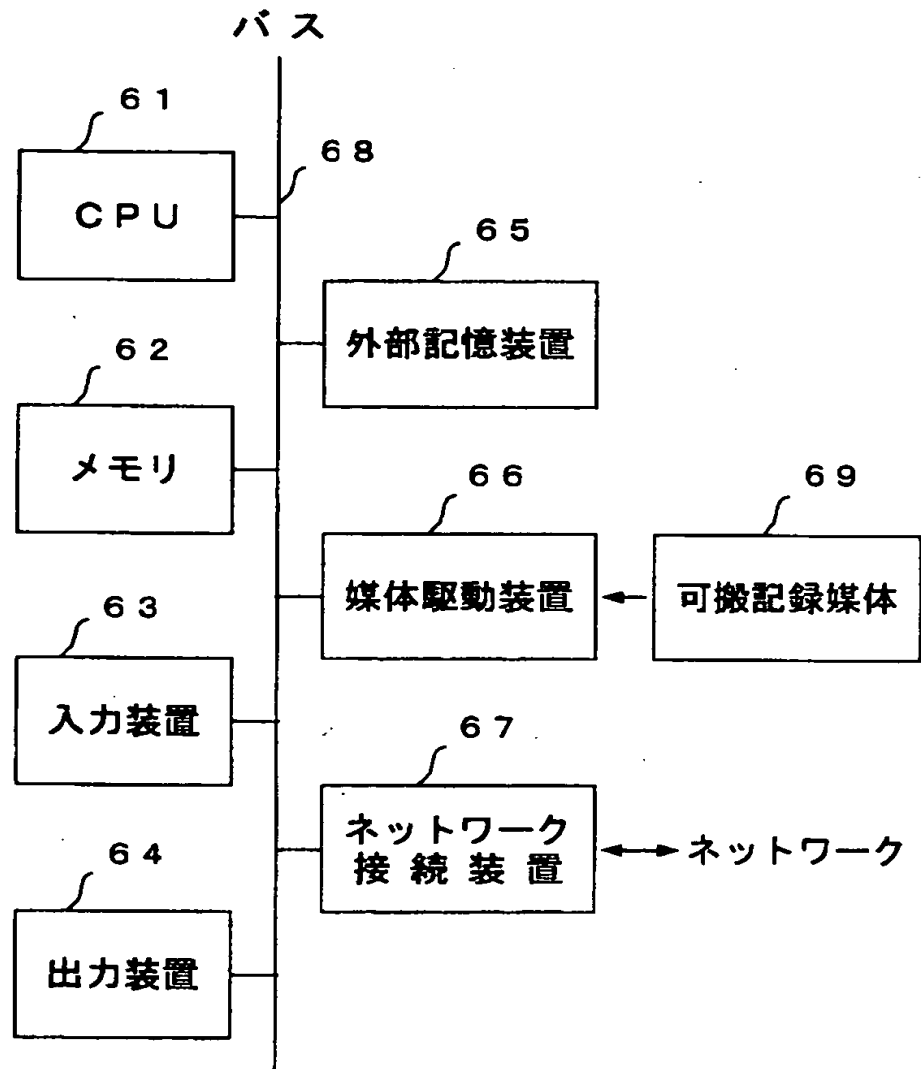 バス
61
CPU
68
65
外部記憶装置
62
メモリ
66
媒体駆動装置
69
可搬記録媒体
63
入力装置
67
ネットワーク
接続装置
ネットワーク
64
出力装置